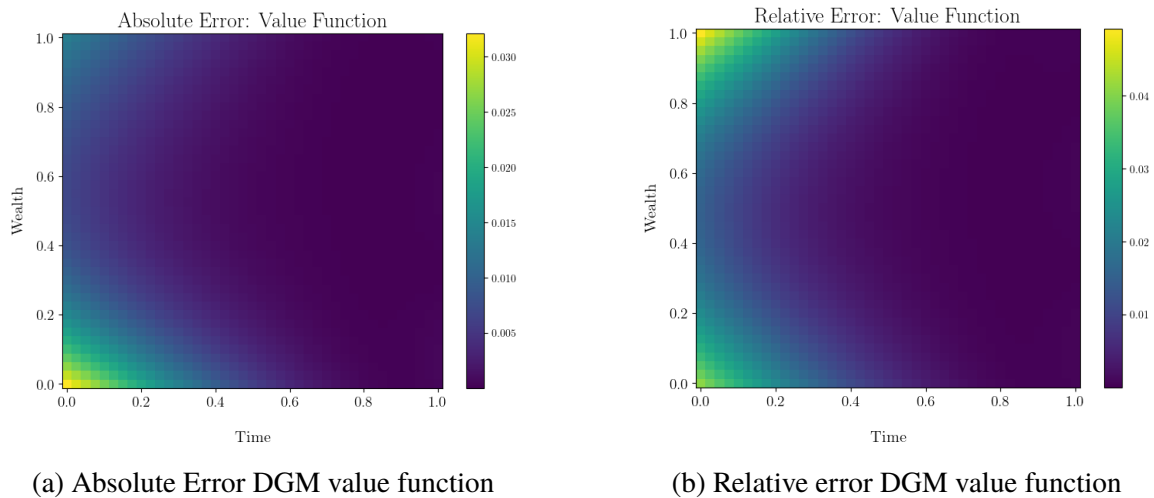 Absolute Error: Value Function
1.0
0.8
0.6
0.4
0.2
0.0
Wealth
0.0 0.2 0.4 0.6 0.8 1.0
Time
0.030
0.025
0.020
0.015
0.010
0.005
(a) Absolute Error DGM value function
Relative Error: Value Function
1.0
0.8
0.6
0.4
0.2
0.0
Wealth
0.0 0.2 0.4 0.6 0.8 1.0
Time
0.04
0.03
0.02
0.01
(b) Relative error DGM value function